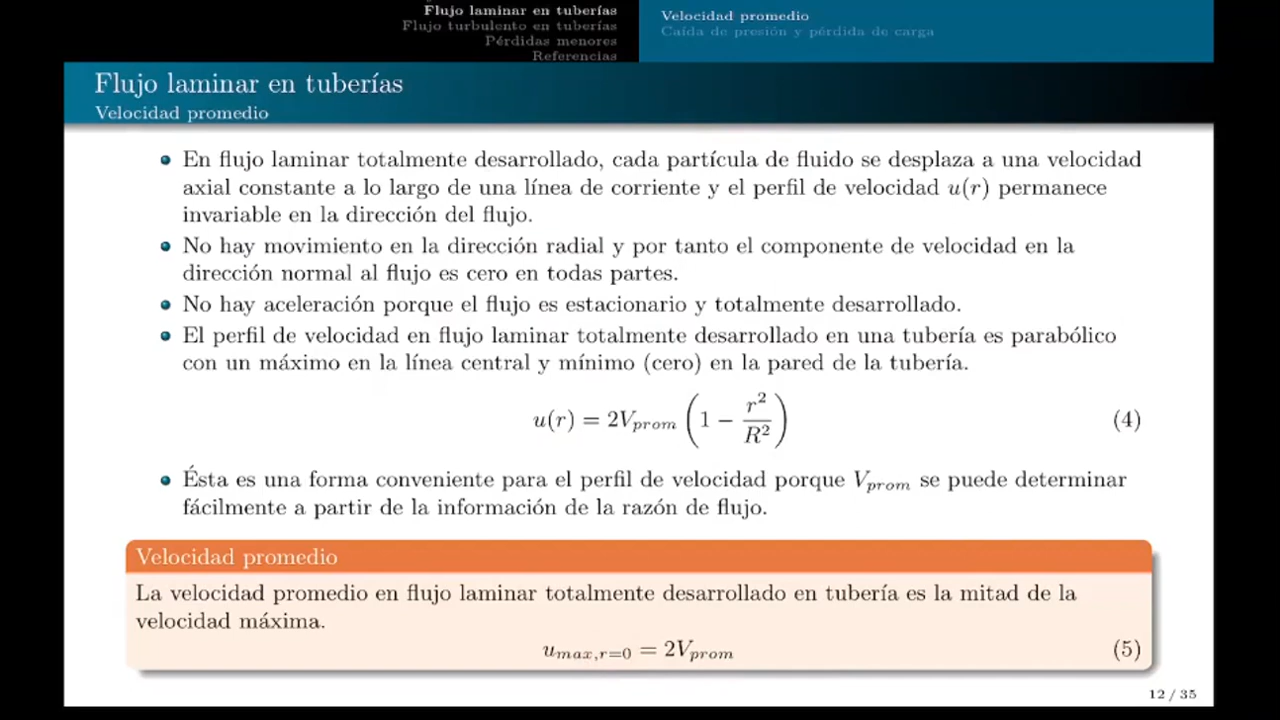 Flujo laminar en tuberías
Flujo turbulento en tuberías
Pérdidas menores
Referencias
Velocidad promedio
Caída de presión y pérdida de carga
Flujo laminar en tuberías
Velocidad promedio
En flujo laminar totalmente desarrollado, cada partícula de fluido se desplaza a una velocidad
axial constante a lo largo de una línea de corriente y el perfil de velocidad u(r) permanece
invariable en la dirección del flujo.
No hay movimiento en la dirección radial y por tanto el componente de velocidad en la
dirección normal al flujo es cero en todas partes.
No hay aceleración porque el flujo es estacionario y totalmente desarrollado.
El perfil de velocidad en flujo laminar totalmente desarrollado en una tubería es parabólico
con un máximo en la línea central y mínimo (cero) en la pared de la tubería.
u(r) = 2V_{prom} (1 − r²/R²) (4)
Ésta es una forma conveniente para el perfil de velocidad porque V_{prom} se puede determinar
fácilmente a partir de la información de la razón de flujo.
Velocidad promedio
La velocidad promedio en flujo laminar totalmente desarrollado en tubería es la mitad de la
velocidad máxima.
u_{max,r=0} = 2V_{prom} (5)
12 / 35